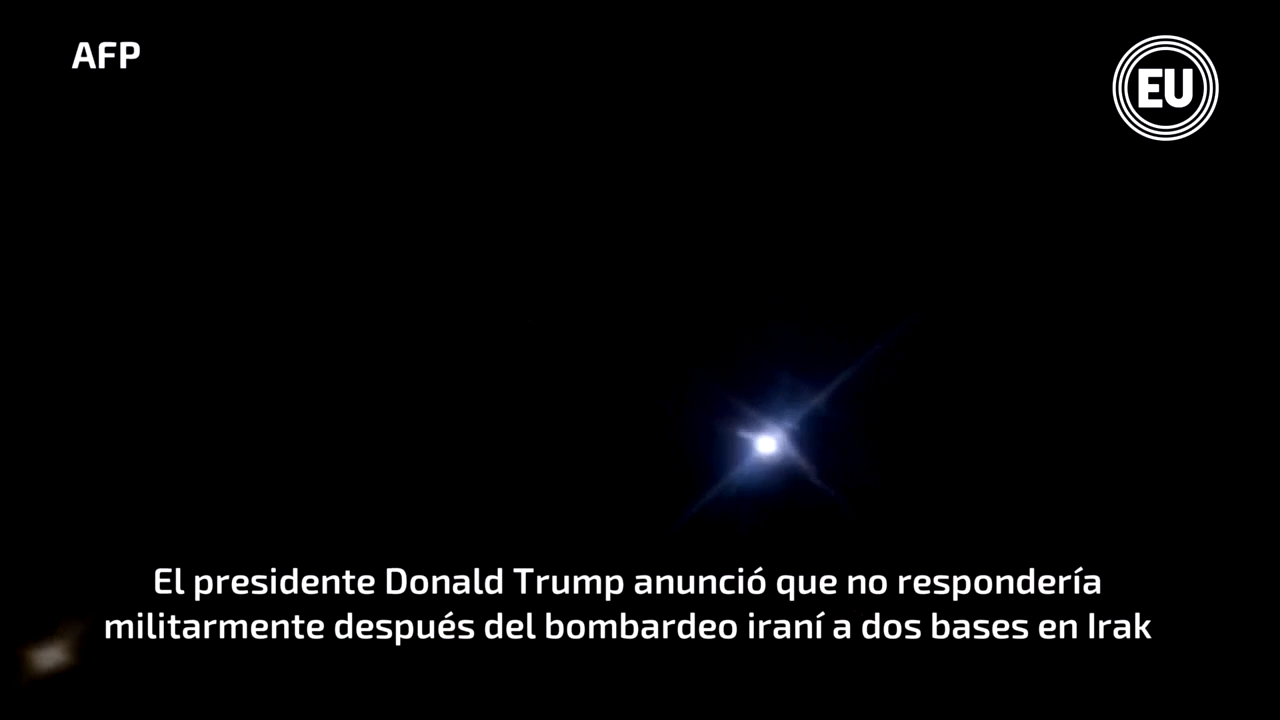 AFP
EU
El presidente Donald Trump anunció que no respondería
militarmente después del bombardeo iraní a dos bases en Irak